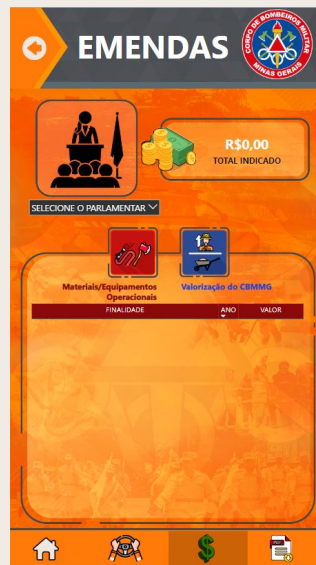 EMENDAS
CORPO DE BOMBEIROS MILITAR
MINAS GERAIS
R$0,00
TOTAL INDICADO
SELECIONE O PARLAMENTAR
Materiais/Equipamentos
Operacionais
Valorização do CBMMG
FINALIDADE ANO VALOR